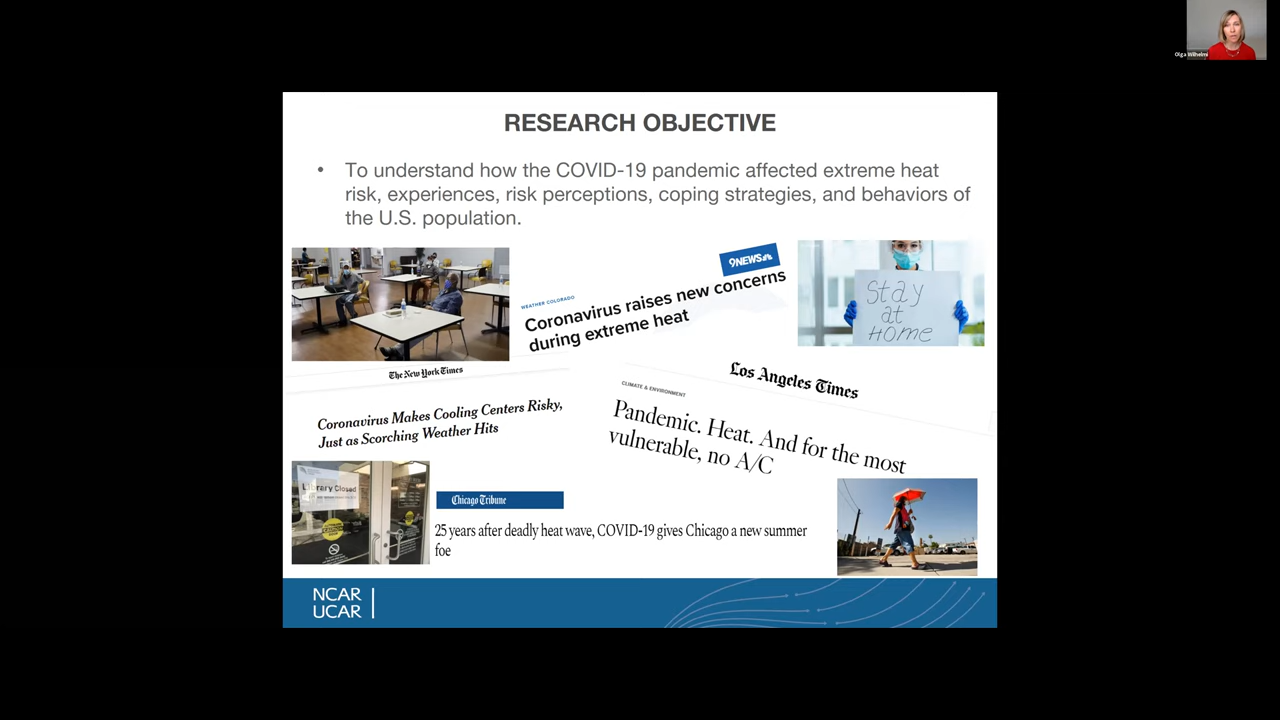 Olga Wilhelmi
RESEARCH OBJECTIVE
• To understand how the COVID-19 pandemic affected extreme heat
risk, experiences, risk perceptions, coping strategies, and behaviors of
the U.S. population.
9NEWS
WEATHER COLORADO
Coronavirus raises new concerns
during extreme heat
Stay
at
HOME
The New York Times
Coronavirus Makes Cooling Centers Risky,
Just as Scorching Weather Hits
Los Angeles Times
CLIMATE & ENVIRONMENT
Pandemic. Heat. And for the most
vulnerable, no A/C
Library Closed
Chicago Tribune
25 years after deadly heat wave, COVID-19 gives Chicago a new summer
foe
NCAR
UCAR